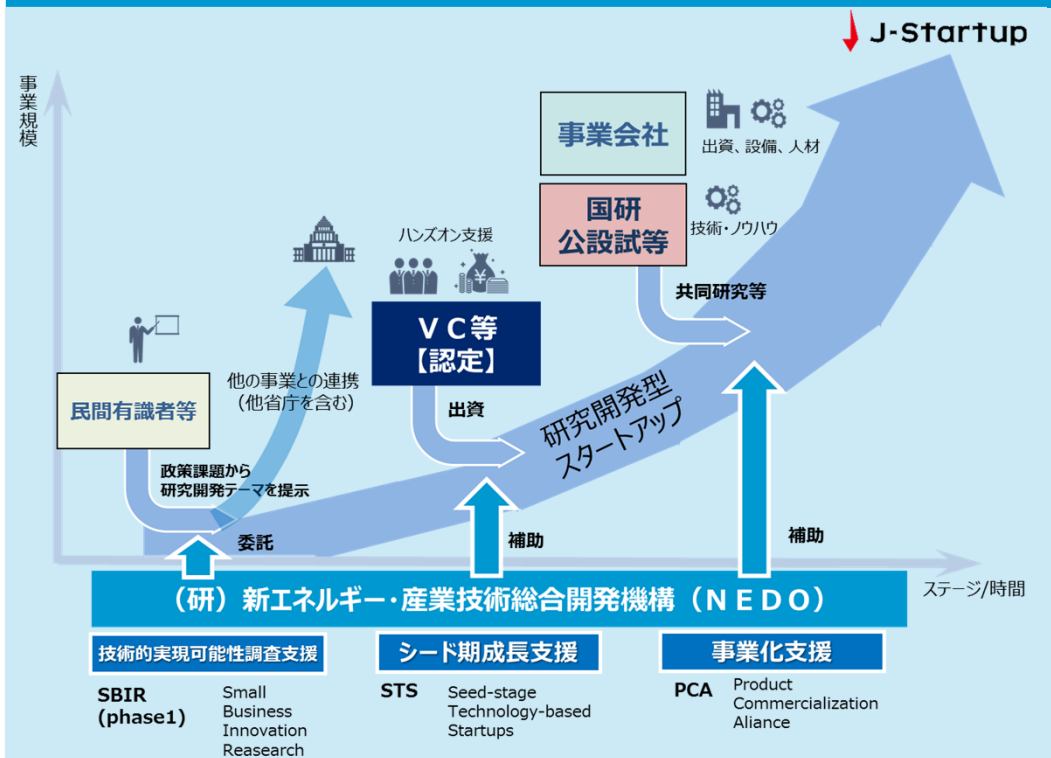 J-Startup
事業規模
事業会社
出資、設備、人材
国研
公設試等
技術・ノウハウ
共同研究等
ハンズオン支援
¥
VC等
【認定】
出資
民間有識者等
他の事業との連携
(他省庁を含む)
政策課題から
研究開発テーマを提示
研究開発型
スタートアップ
委託
補助
補助
ステージ/時間
(研)新エネルギー・産業技術総合開発機構(NEDO)
技術的実現可能性調査支援
SBIR
(phase1)
Small
Business
Innovation
Reasearch
シード期成長支援
STS
Seed-stage
Technology-based
Startups
事業化支援
PCA
Product
Commercialization
Aliance